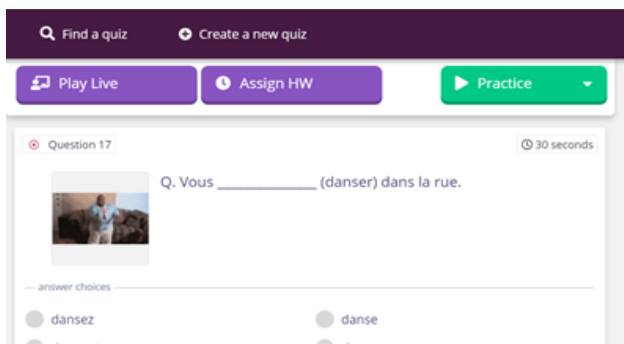 Find a quiz Create a new quiz
Play Live Assign HW Practice
Question 17 30 seconds
Q. Vous ______________ (danser) dans la rue.
answer choices
dansez danse